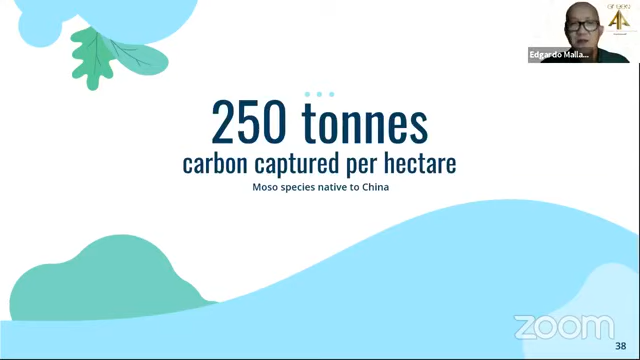 Edgardo Malla...
250 tonnes
carbon captured per hectare
Moso species native to China
zoom
38